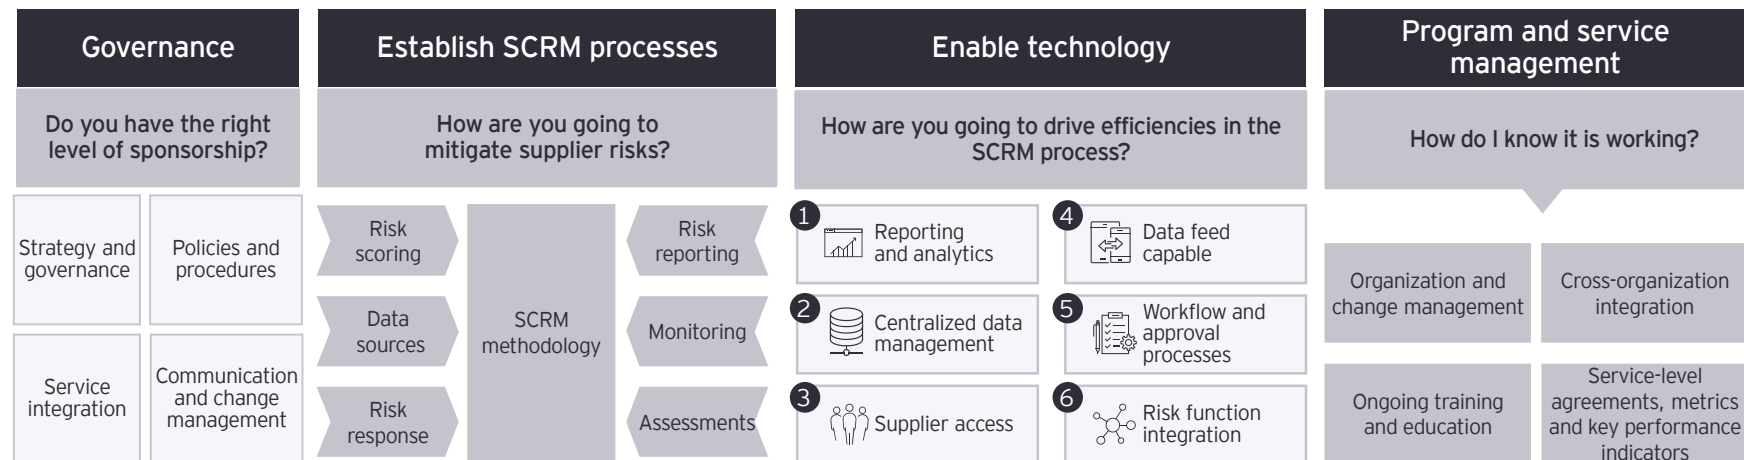 Governance
Do you have the right
level of sponsorship?
Strategy and
governance
Policies and
procedures
Service
integration
Communication
and change
management
Establish SCRM processes
How are you going to
mitigate supplier risks?
Risk
scoring
Data
sources
Risk
response
SCRM
methodology
Risk
reporting
Monitoring
Assessments
Enable technology
How are you going to drive efficiencies in the
SCRM process?
1
Reporting
and analytics
2
Centralized data
management
3
Supplier access
4
Data feed
capable
5
Workflow and
approval
processes
6
Risk function
integration
Program and service
management
How do I know it is working?
Organization and
change management
Cross-organization
integration
Ongoing training
and education
Service-level
agreements, metrics
and key performance
indicators